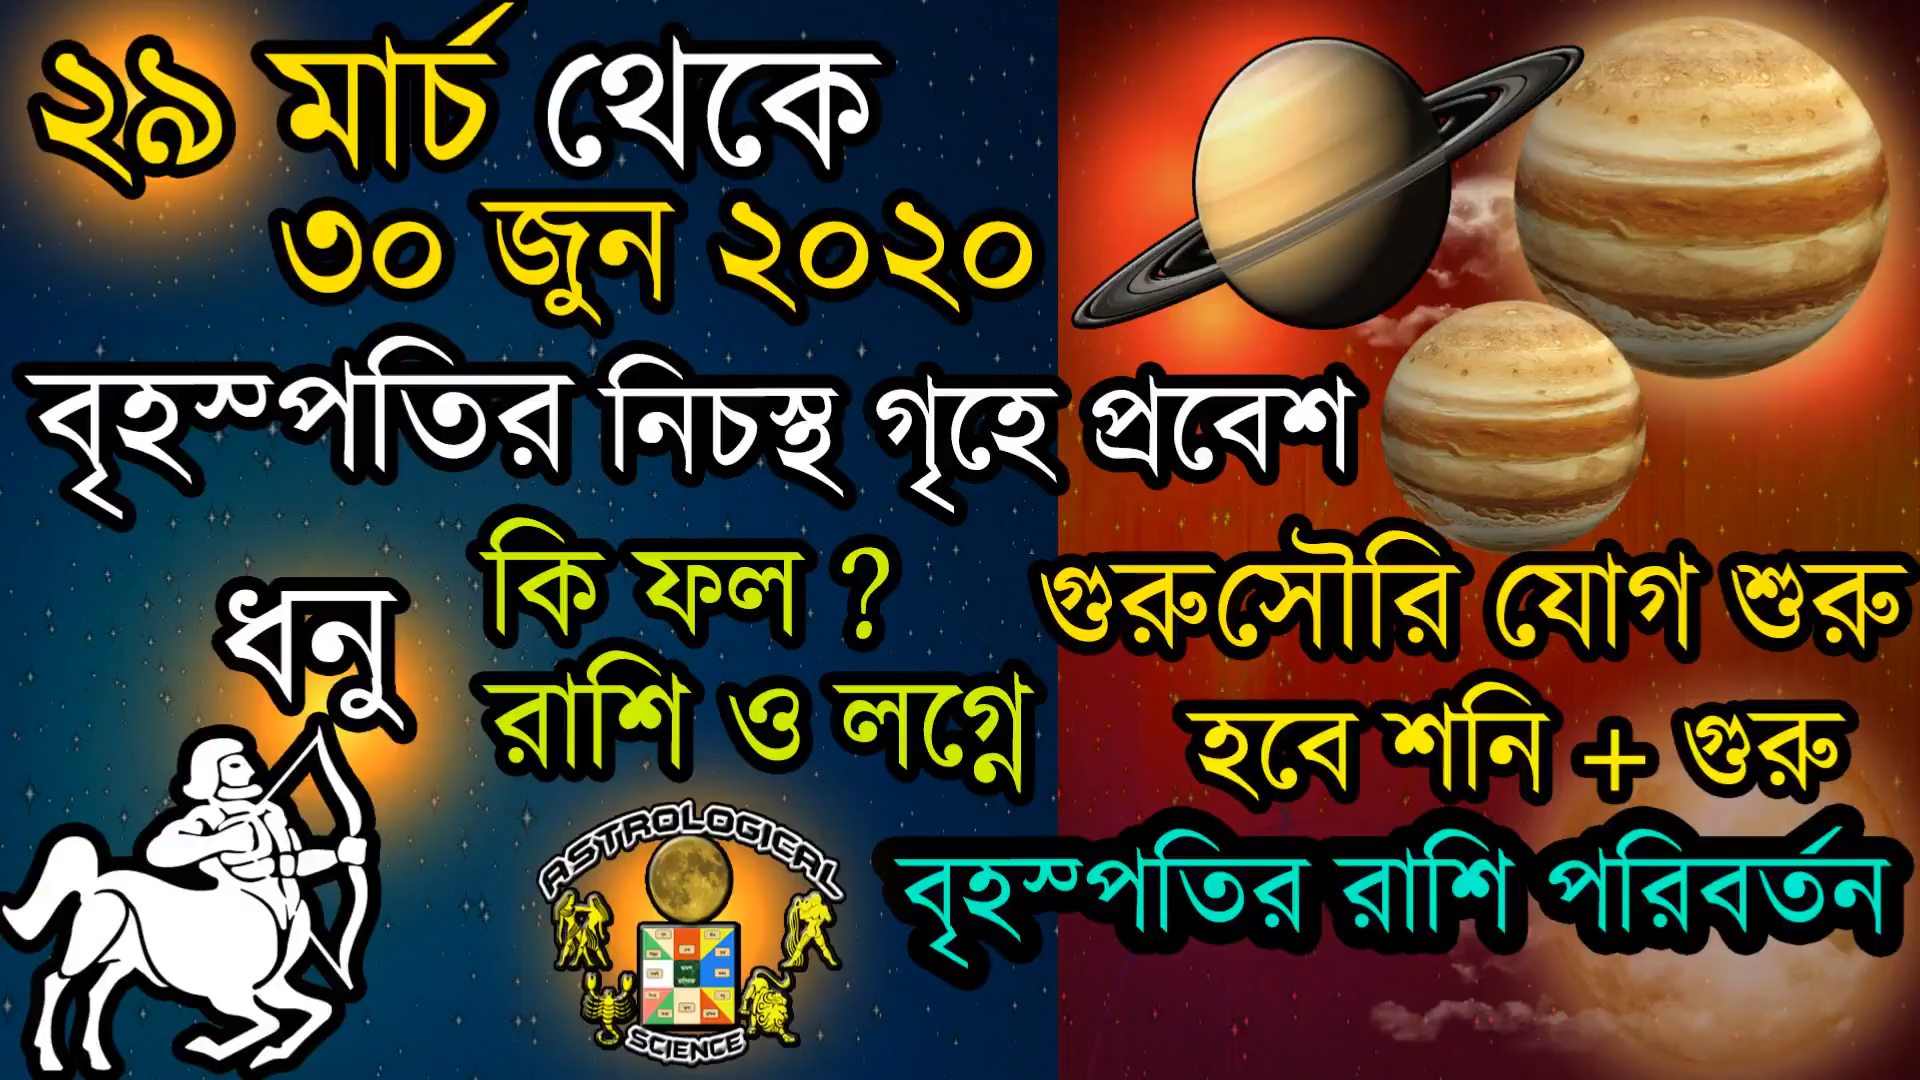 ২৯ মার্চ থেকে
৩০ জুন ২০২০
বৃহস্পতির নিচস্থ গৃহে প্রবেশ
ধনু
কি ফল ?
রাশি ও লগ্নে
গুরুসৌরি যোগ শুরু
হবে শনি + গুরু
বৃহস্পতির রাশি পরিবর্তন
ASTROLOGICAL
SCIENCE